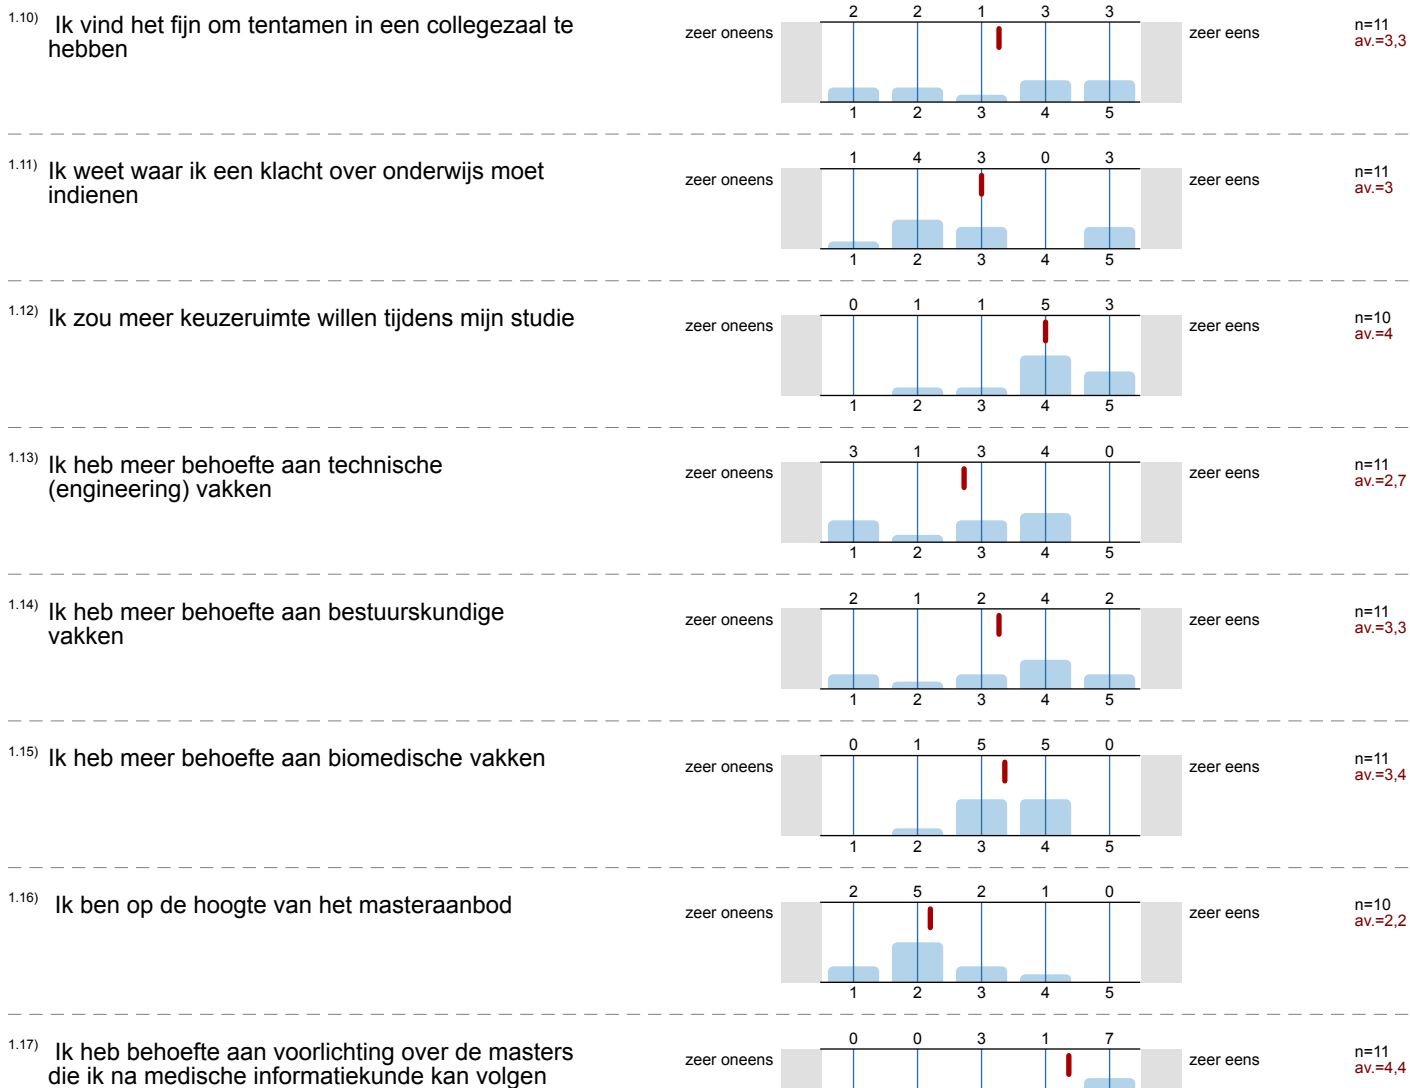 1.10) Ik vind het fijn om tentamen in een collegezaal te
hebben
zeer oneens
2 2 1 3 3
1 2 3 4 5
zeer eens
n=11
av.=3,3
1.11) Ik weet waar ik een klacht over onderwijs moet
indienen
zeer oneens
1 4 3 0 3
1 2 3 4 5
zeer eens
n=11
av.=3
1.12) Ik zou meer keuzeruimte willen tijdens mijn studie
zeer oneens
0 1 1 5 3
1 2 3 4 5
zeer eens
n=10
av.=4
1.13) Ik heb meer behoefte aan technische
(engineering) vakken
zeer oneens
3 1 3 4 0
1 2 3 4 5
zeer eens
n=11
av.=2,7
1.14) Ik heb meer behoefte aan bestuurskundige
vakken
zeer oneens
2 1 2 4 2
1 2 3 4 5
zeer eens
n=11
av.=3,3
1.15) Ik heb meer behoefte aan biomedische vakken
zeer oneens
0 1 5 5 0
1 2 3 4 5
zeer eens
n=11
av.=3,4
1.16) Ik ben op de hoogte van het masteraanbod
zeer oneens
2 5 2 1 0
1 2 3 4 5
zeer eens
n=10
av.=2,2
1.17) Ik heb behoefte aan voorlichting over de masters
die ik na medische informatiekunde kan volgen
zeer oneens
0 0 3 1 7
zeer eens
n=11
av.=4,4